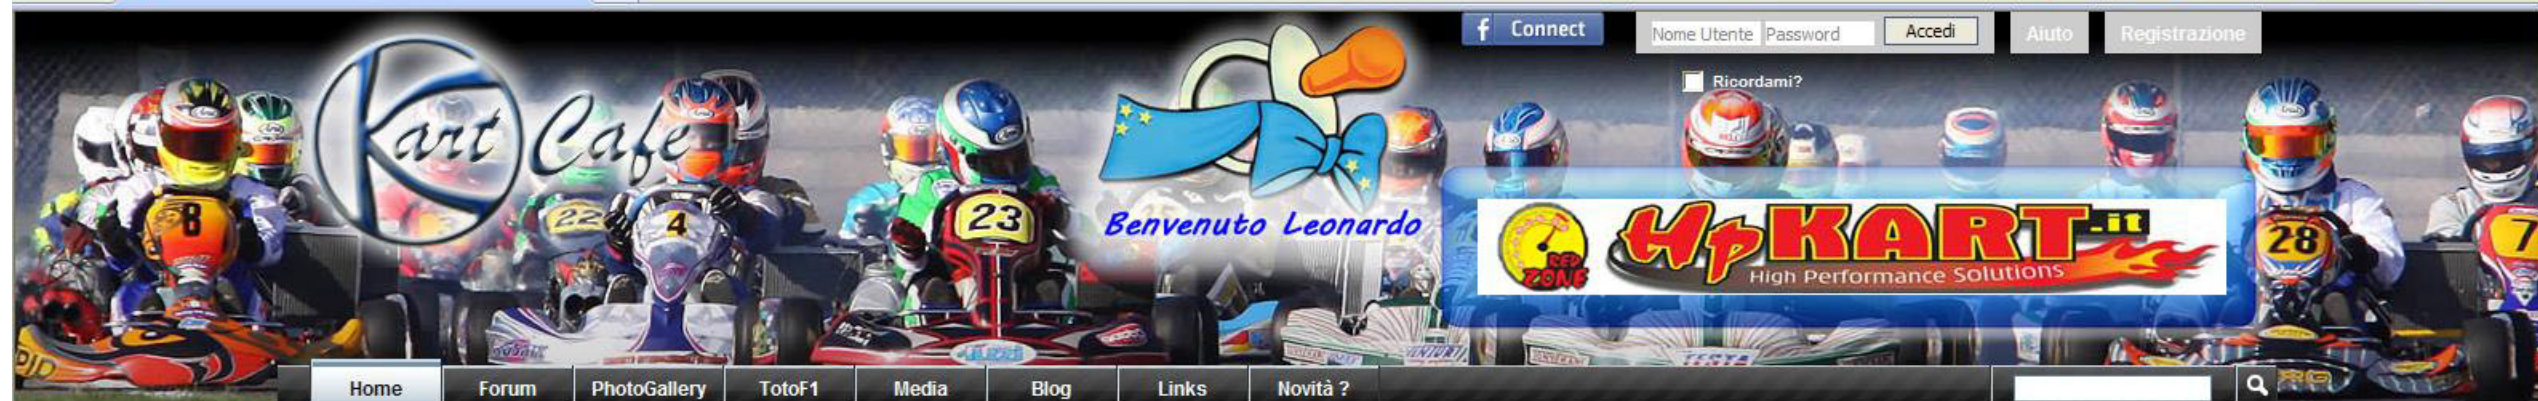 Connect
Nome Utente Password Accedi Aiuto Registrazione
Ricordami?
Kart Cafe
Benvenuto Leonardo
RED ZONE
HpKART.it
High Performance Solutions
8
22
4
23
28
7
Home Forum PhotoGallery TotoF1 Media Blog Links Novità ?